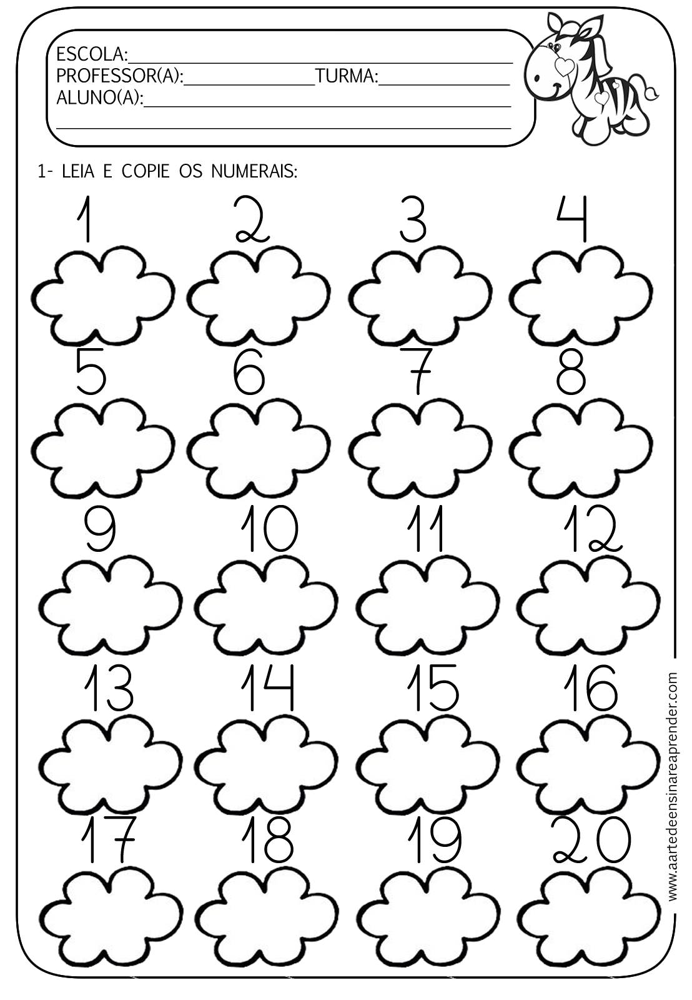 ESCOLA:
PROFESSOR(A): TURMA:
ALUNO(A):
1- LEIA E COPIE OS NUMERAIS:
1 2 3 4
5 6 7 8
9 10 11 12
13 14 15 16
17 18 19 20
www.aartedeensinareaprender.com